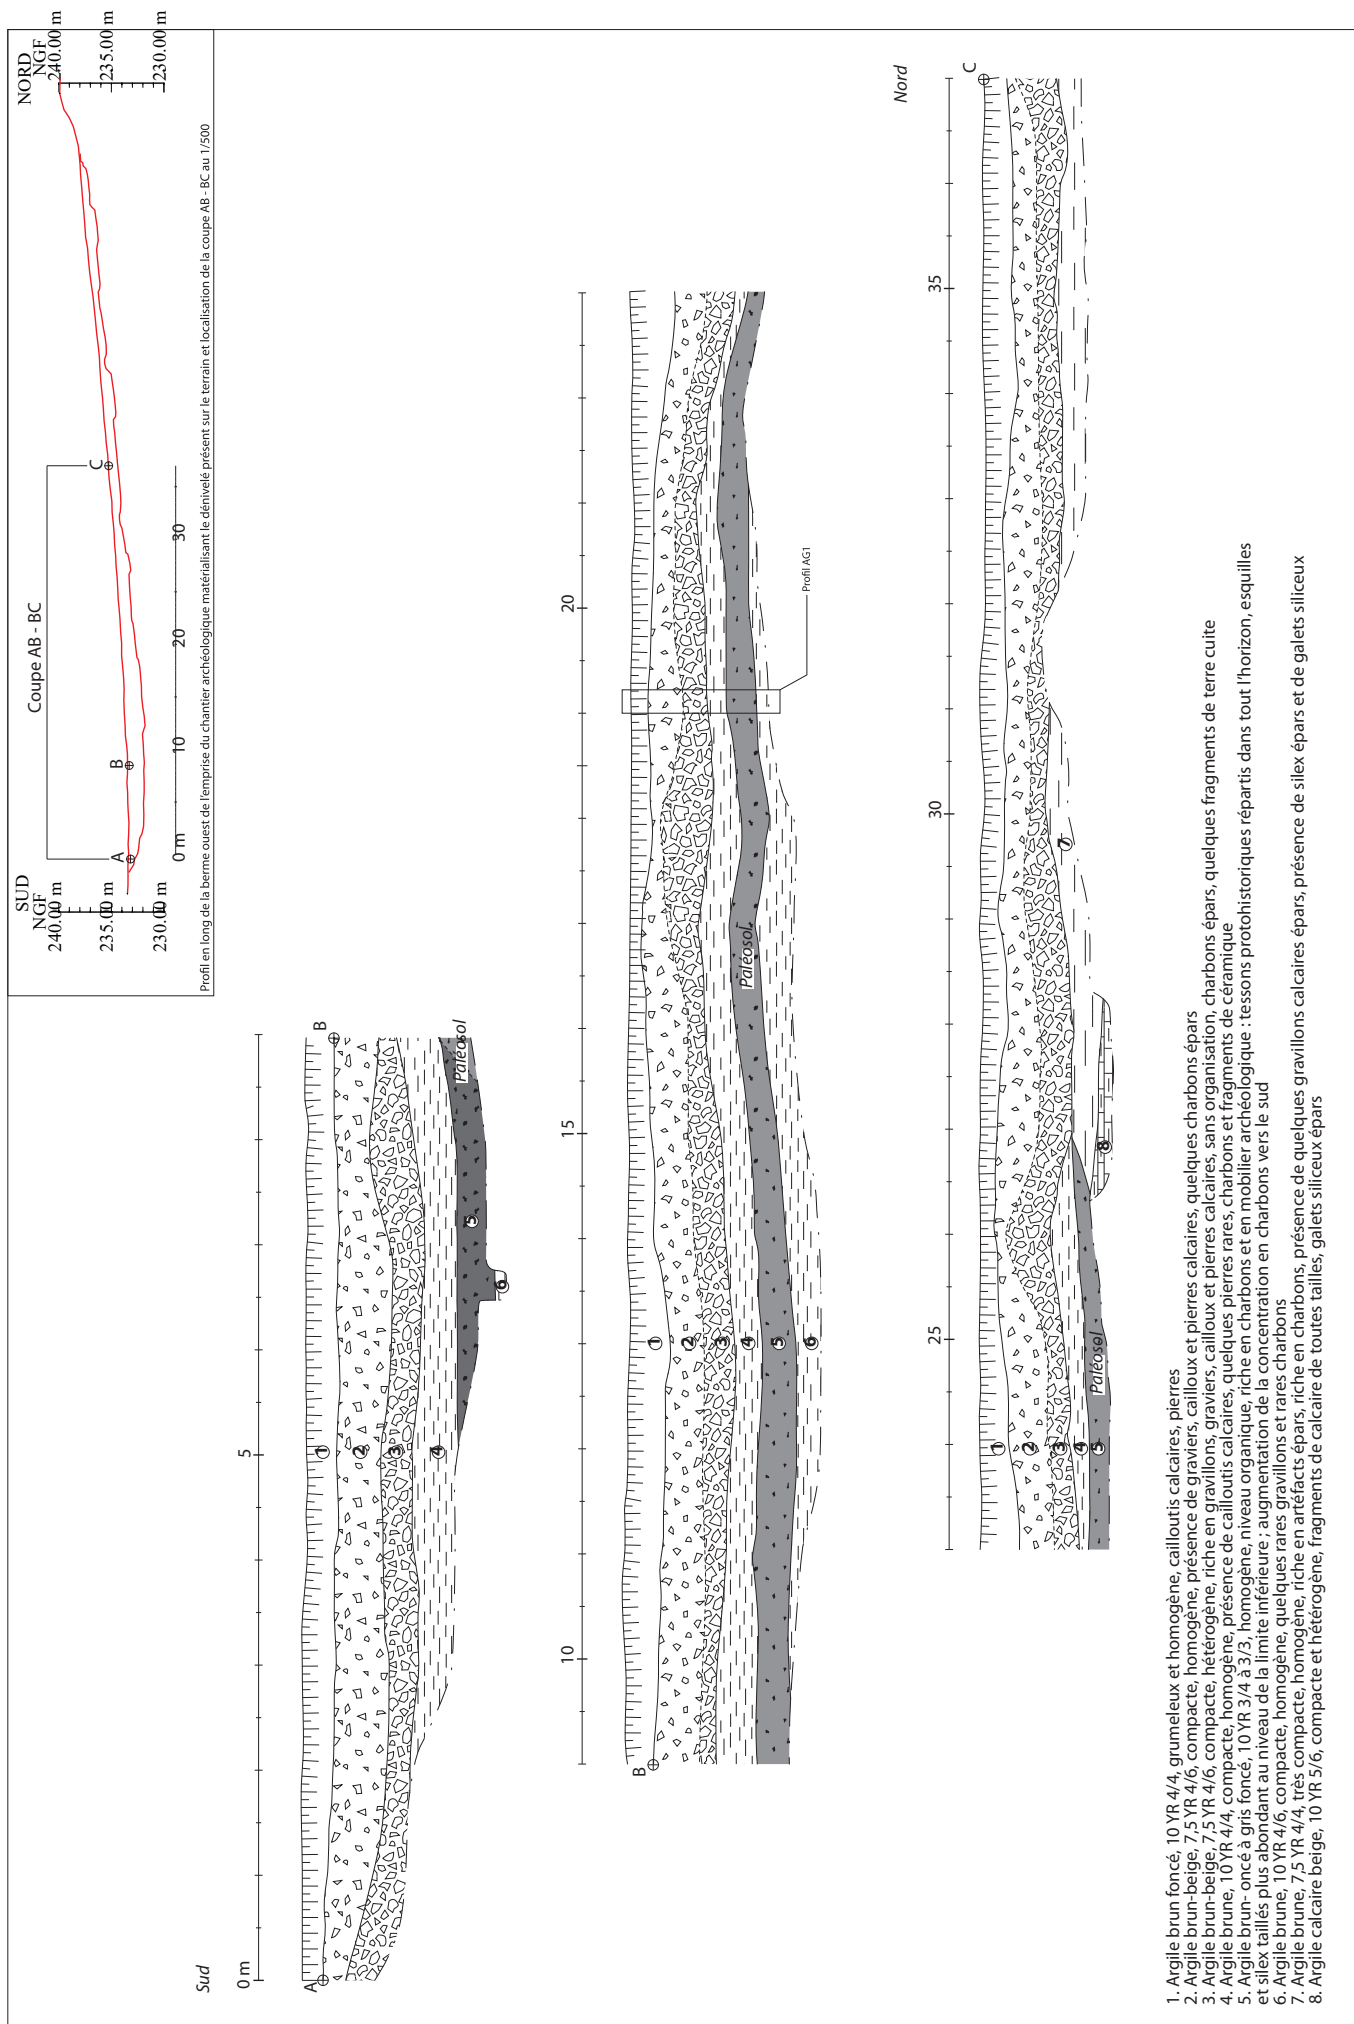 SUD
NGF
240.00 m
235.00 m
230.00 m
Coupe AB - BC
A
B
C
0 m
10
20
30
NORD
NGF
240.00 m
235.00 m
230.00 m
Profil en long de la berme ouest de l'emprise du chantier archéologique matérialisant le dénivelé présent sur le terrain et localisation de la coupe AB - BC au 1/500
Sud
0 m
5
A
B
1
2
3
4
5
6
Paléosol
10
15
20
B
1
2
3
4
5
6
Paléosol
Profil AG1
Nord
25
30
35
C
1
2
3
4
5
Paléosol
7
8
1. Argile brun foncé, 10 YR 4/4, grumeleux et homogène, cailloutis calcaires, pierres
2. Argile brun-beige, 7,5 YR 4/6, compacte, homogène, présence de graviers, cailloux et pierres calcaires, quelques charbons épars
3. Argile brun-beige, 7,5 YR 4/6, compacte, hétérogène, riche en gravillons, graviers, cailloux et pierres calcaires, sans organisation, charbons épars, quelques fragments de terre cuite
4. Argile brune, 10 YR 4/4, compacte, homogène, présence de cailloutis calcaires, quelques pierres rares, charbons et fragments de céramique
5. Argile brun- oncé à gris foncé, 10 YR 3/4 à 3/3, homogène, niveau organique, riche en charbons et en mobilier archéologique : tessons protohistoriques répartis dans tout l'horizon, esquilles
et silex taillés plus abondant au niveau de la limite inférieure ; augmentation de la concentration en charbons vers le sud
6. Argile brune, 10 YR 4/6, compacte, homogène, quelques rares gravillons et rares charbons
7. Argile brune, 7,5 YR 4/4, très compacte, homogène, riche en artéfacts épars, riche en charbons, présence de quelques gravillons calcaires épars, présence de silex épars et de galets siliceux
8. Argile calcaire beige, 10 YR 5/6, compacte et hétérogène, fragments de calcaire de toutes tailles, galets siliceux épars